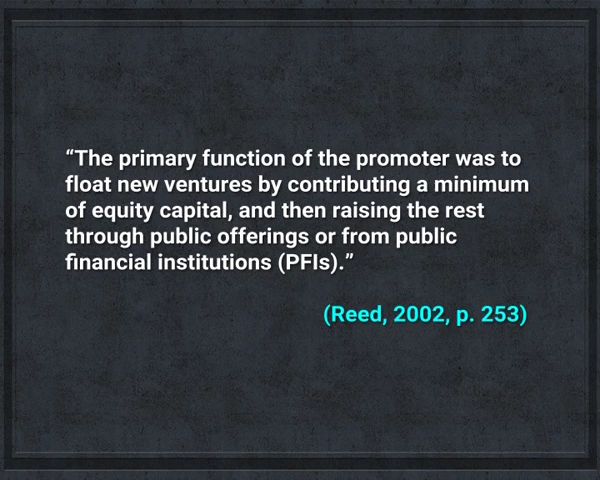 “The primary function of the promoter was to
float new ventures by contributing a minimum
of equity capital, and then raising the rest
through public offerings or from public
financial institutions (PFIs).”
(Reed, 2002, p. 253)